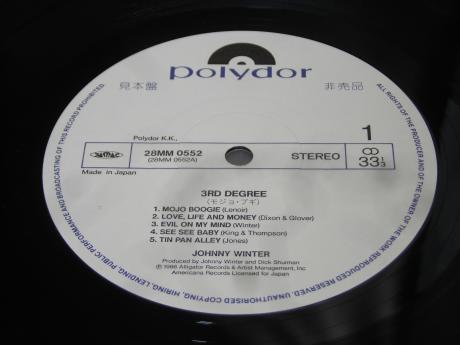 polydor
見本盤 非売品
Polydor K.K.,
28MM 0552
(28MM 0552A)
STEREO
1
33 1/3
Made in Japan
3RD DEGREE
(モジョ・ブギ)
1. MOJO BOOGIE (Lenoir)
2. LOVE, LIFE AND MONEY (Dixon & Glover)
3. EVIL ON MY MIND (Winter)
4. SEE SEE BABY (King & Thompson)
5. TIN PAN ALLEY (Jones)
JOHNNY WINTER
Produced by Johnny Winter and Dick Shurman
℗1986 Alligator Records & Artist Management, Inc
Americans Records Licensed for Japan
ALL RIGHTS OF THE PRODUCER AND OF THE OWNER OF THE WORK REPRODUCED RESERVED. UNAUTHORISED COPYING, HIRING, LENDING, PUBLIC PERFORMANCE AND BROADCASTING OF THIS RECORD PROHIBITED.